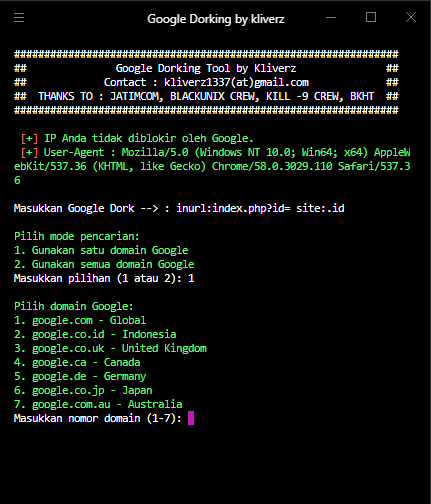 Google Dorking by kliverz
################################################################
## Google Dorking Tool by Kliverz ##
## Contact : kliverz1337(at)gmail.com ##
## THANKS TO : JATIMCOM, BLACKUNIX CREW, KILL -9 CREW, BKHT ##
################################################################
[+] IP Anda tidak diblokir oleh Google.
[+] User-Agent : Mozilla/5.0 (Windows NT 10.0; Win64; x64) AppleW
ebKit/537.36 (KHTML, like Gecko) Chrome/58.0.3029.110 Safari/537.3
6
Masukkan Google Dork --> : inurl:index.php?id= site:.id
Pilih mode pencarian:
1. Gunakan satu domain Google
2. Gunakan semua domain Google
Masukkan pilihan (1 atau 2): 1
Pilih domain Google:
1. google.com - Global
2. google.co.id - Indonesia
3. google.co.uk - United Kingdom
4. google.ca - Canada
5. google.de - Germany
6. google.co.jp - Japan
7. google.com.au - Australia
Masukkan nomor domain (1-7):